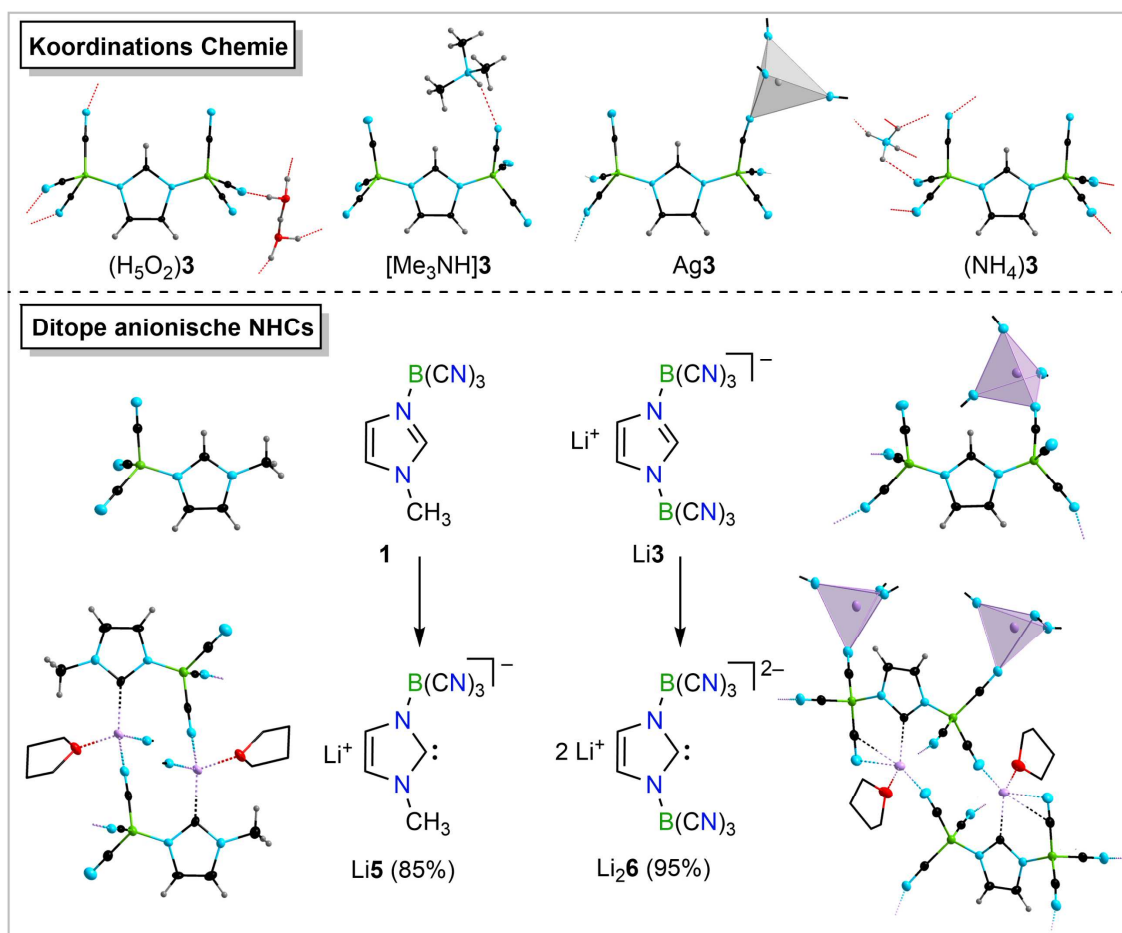 Koordinations Chemie
(H₅O₂)3
[Me₃NH]3
Ag3
(NH₄)3
Ditope anionische NHCs
B(CN)₃
N
N
CH₃
1
B(CN)₃ –
Li⁺
N
N
B(CN)₃
Li3
B(CN)₃ –
Li⁺
N
N
:
CH₃
Li5 (85%)
B(CN)₃ 2–
2 Li⁺
N
N
:
B(CN)₃
Li₂6 (95%)